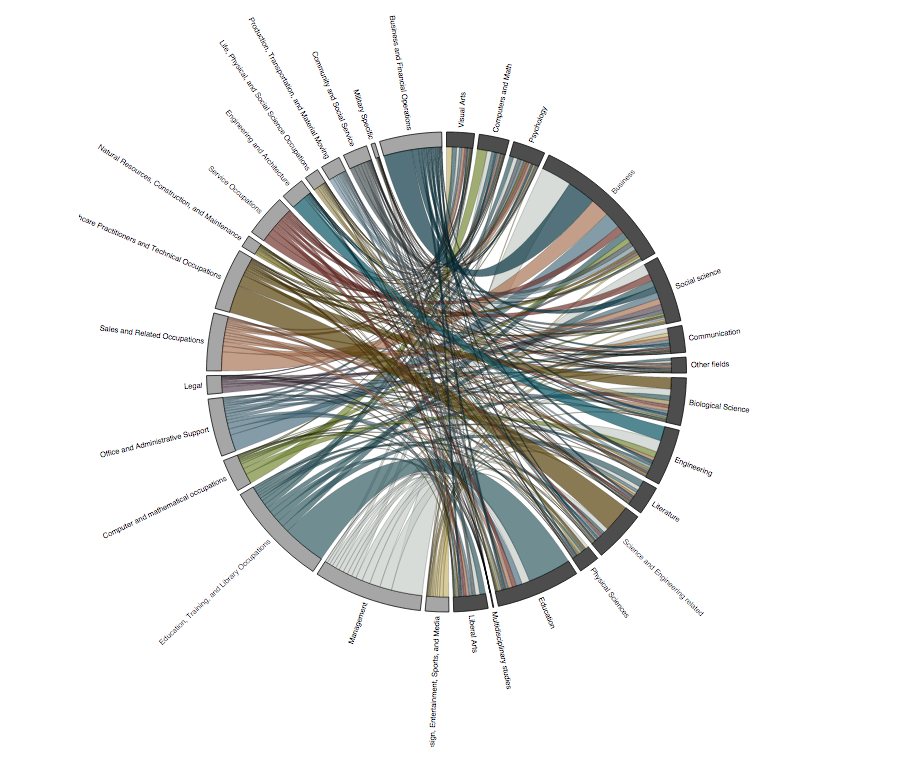 Business and Financial Operations
Visual Arts
Computers and Math
Psychology
Business
Social science
Communication
Other fields
Biological Science
Engineering
Literature
Science and Engineering related
Physical Sciences
Education
Multidisciplinary studies
Liberal Arts
sign, Entertainment, Sports, and Media
Management
Education, Training, and Library Occupations
Computer and mathematical occupations
Office and Administrative Support
Legal
Sales and Related Occupations
care Practitioners and Technical Occupations
Natural Resources, Construction, and Maintenance
Service Occupations
Engineering and Architecture
Life, Physical, and Social Science Occupations
Production, Transportation, and Material Moving
Community and Social Service
Military Specific